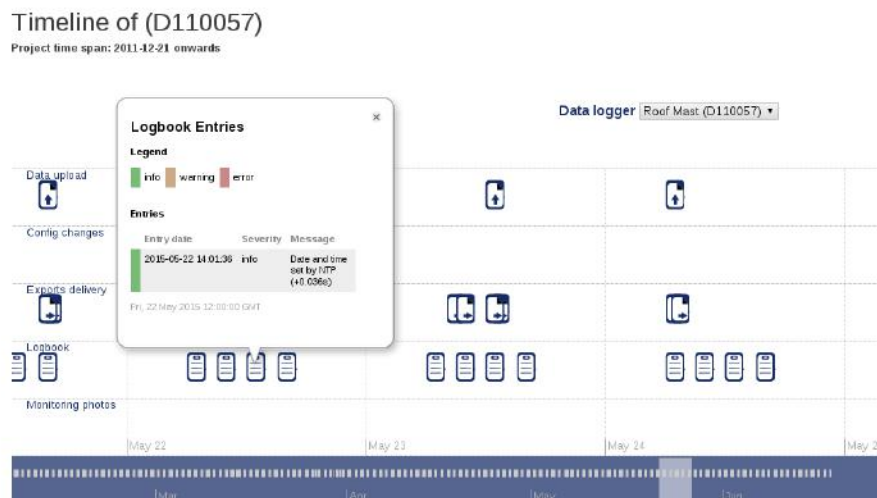 Timeline of (D110057)
Project time span: 2011-12-21 onwards
Data logger Roof Mast (D110057)
Logbook Entries
×
Legend
info warning error
Entries
Entry date Severity Message
2015-05-22 14:01:36 info Date and time
set by NTP
(+0.036s)
Fri, 22 May 2015 12:00:00 GMT
Data upload
Config changes
Exports delivery
Logbook
Monitoring photos
May 22 May 23 May 24 May 2
Mar Apr May Jun